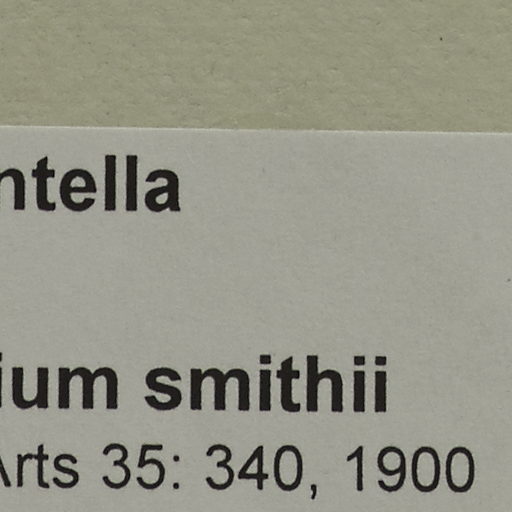 ntella
ium smithii
Arts 35: 340, 1900